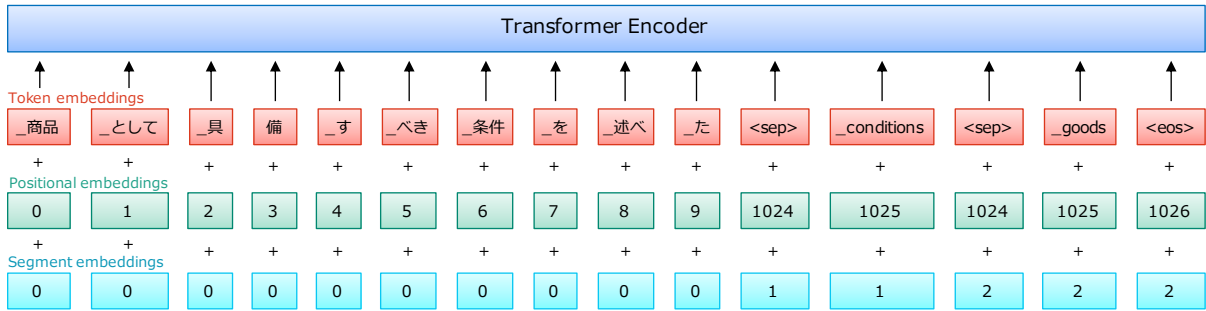 Transformer Encoder
Token embeddings
_商品 _として _具 備 _す _べき _条件 _を _述べ _た <sep> _conditions <sep> _goods <eos>
+ + + + + + + + + + + + + + +
Positional embeddings
0 1 2 3 4 5 6 7 8 9 1024 1025 1024 1025 1026
+ + + + + + + + + + + + + + +
Segment embeddings
0 0 0 0 0 0 0 0 0 0 1 1 2 2 2